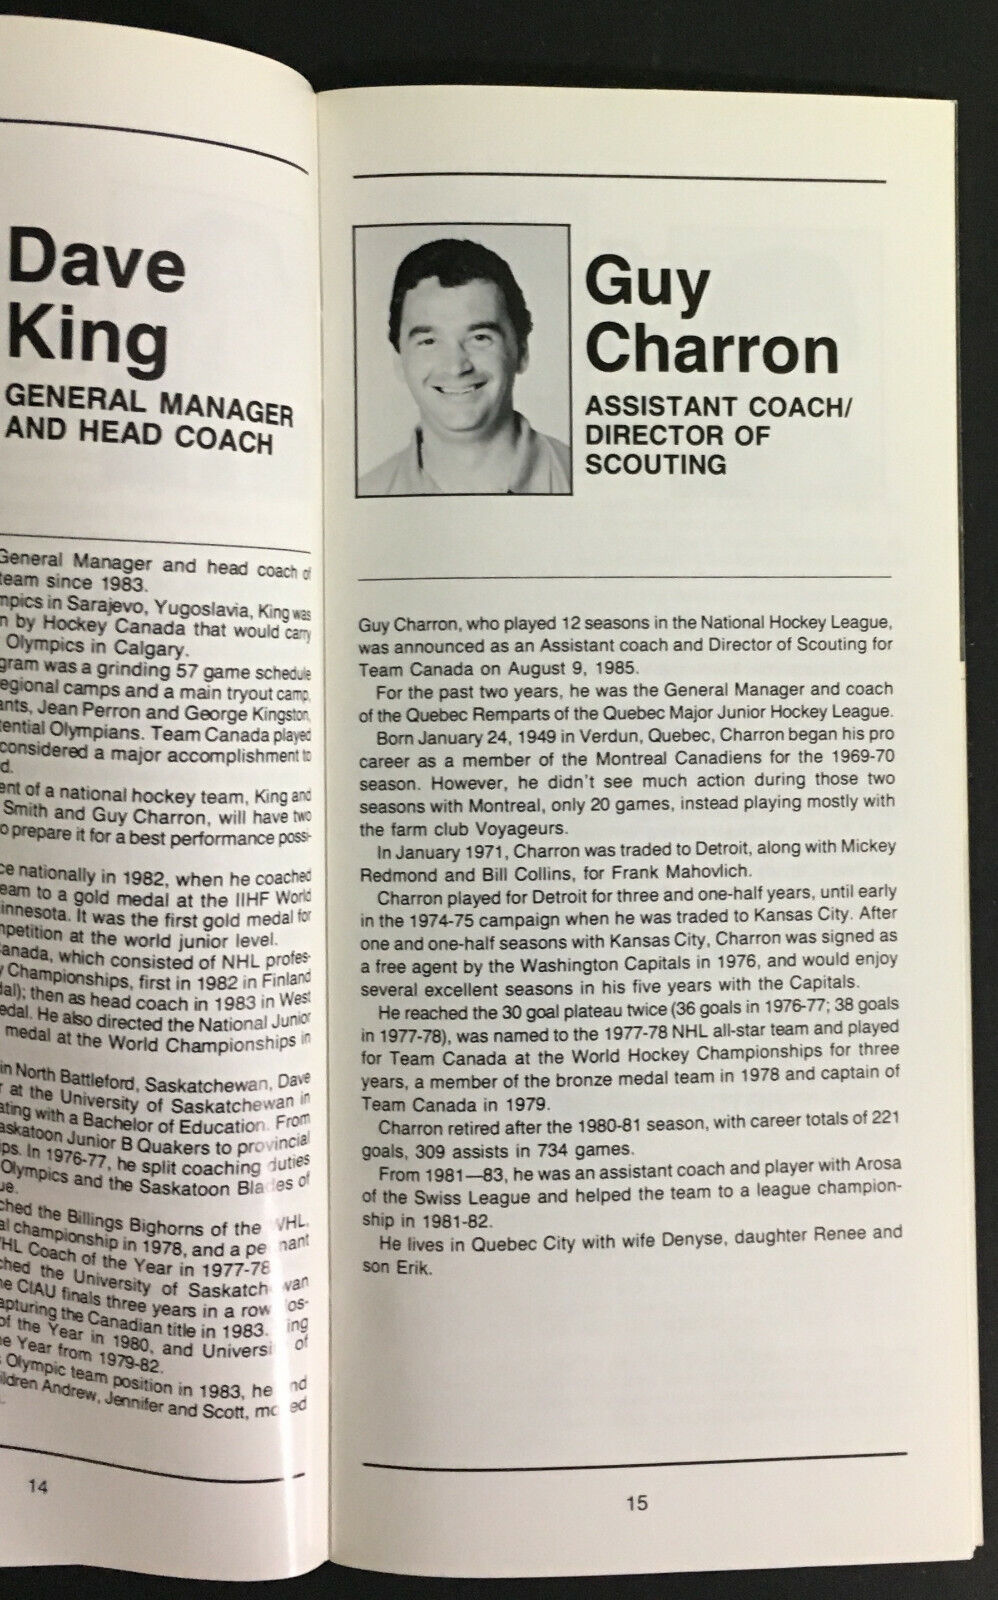 Dave
King
GENERAL MANAGER
AND HEAD COACH
General Manager and head coach of
team since 1983.
in Sarajevo, Yugoslavia, King was
by Hockey Canada that would carry
Olympics in Calgary.
was a grinding 57 game schedule
regional camps and a main tryout camp.
Jean Perron and George Kingston,
Olympians. Team Canada played
considered a major accomplishment to
of a national hockey team, King and
Smith and Guy Charron, will have two
prepare it for a best performance possi-
nationally in 1982, when he coached
to a gold medal at the IIHF World
It was the first gold medal for
at the world junior level.
which consisted of NHL profes-
Championships, first in 1982 in Finland
then as head coach in 1983 in West
He also directed the National Junior
medal at the World Championships in
in North Battleford, Saskatchewan, Dave
at the University of Saskatchewan in
with a Bachelor of Education. From
Junior B Quakers to provincial
In 1976-77, he split coaching duties
Olympics and the Saskatoon Blades of
the Billings Bighorns of the WHL,
championship in 1978, and a pennant
Coach of the Year in 1977-78
the University of Saskatchewan
CIAU finals three years in a row
the Canadian title in 1983.
of the Year in 1980, and University of
Year from 1979-82.
Olympic team position in 1983, he and
Andrew, Jennifer and Scott, moved
14
Guy
Charron
ASSISTANT COACH/
DIRECTOR OF
SCOUTING
Guy Charron, who played 12 seasons in the National Hockey League,
was announced as an Assistant coach and Director of Scouting for
Team Canada on August 9, 1985.
For the past two years, he was the General Manager and coach
of the Quebec Remparts of the Quebec Major Junior Hockey League.
Born January 24, 1949 in Verdun, Quebec, Charron began his pro
career as a member of the Montreal Canadiens for the 1969-70
season. However, he didn't see much action during those two
seasons with Montreal, only 20 games, instead playing mostly with
the farm club Voyageurs.
In January 1971, Charron was traded to Detroit, along with Mickey
Redmond and Bill Collins, for Frank Mahovlich.
Charron played for Detroit for three and one-half years, until early
in the 1974-75 campaign when he was traded to Kansas City. After
one and one-half seasons with Kansas City, Charron was signed as
a free agent by the Washington Capitals in 1976, and would enjoy
several excellent seasons in his five years with the Capitals.
He reached the 30 goal plateau twice (36 goals in 1976-77; 38 goals
in 1977-78), was named to the 1977-78 NHL all-star team and played
for Team Canada at the World Hockey Championships for three
years, a member of the bronze medal team in 1978 and captain of
Team Canada in 1979.
Charron retired after the 1980-81 season, with career totals of 221
goals, 309 assists in 734 games.
From 1981—83, he was an assistant coach and player with Arosa
of the Swiss League and helped the team to a league champion-
ship in 1981-82.
He lives in Quebec City with wife Denyse, daughter Renee and
son Erik.
15